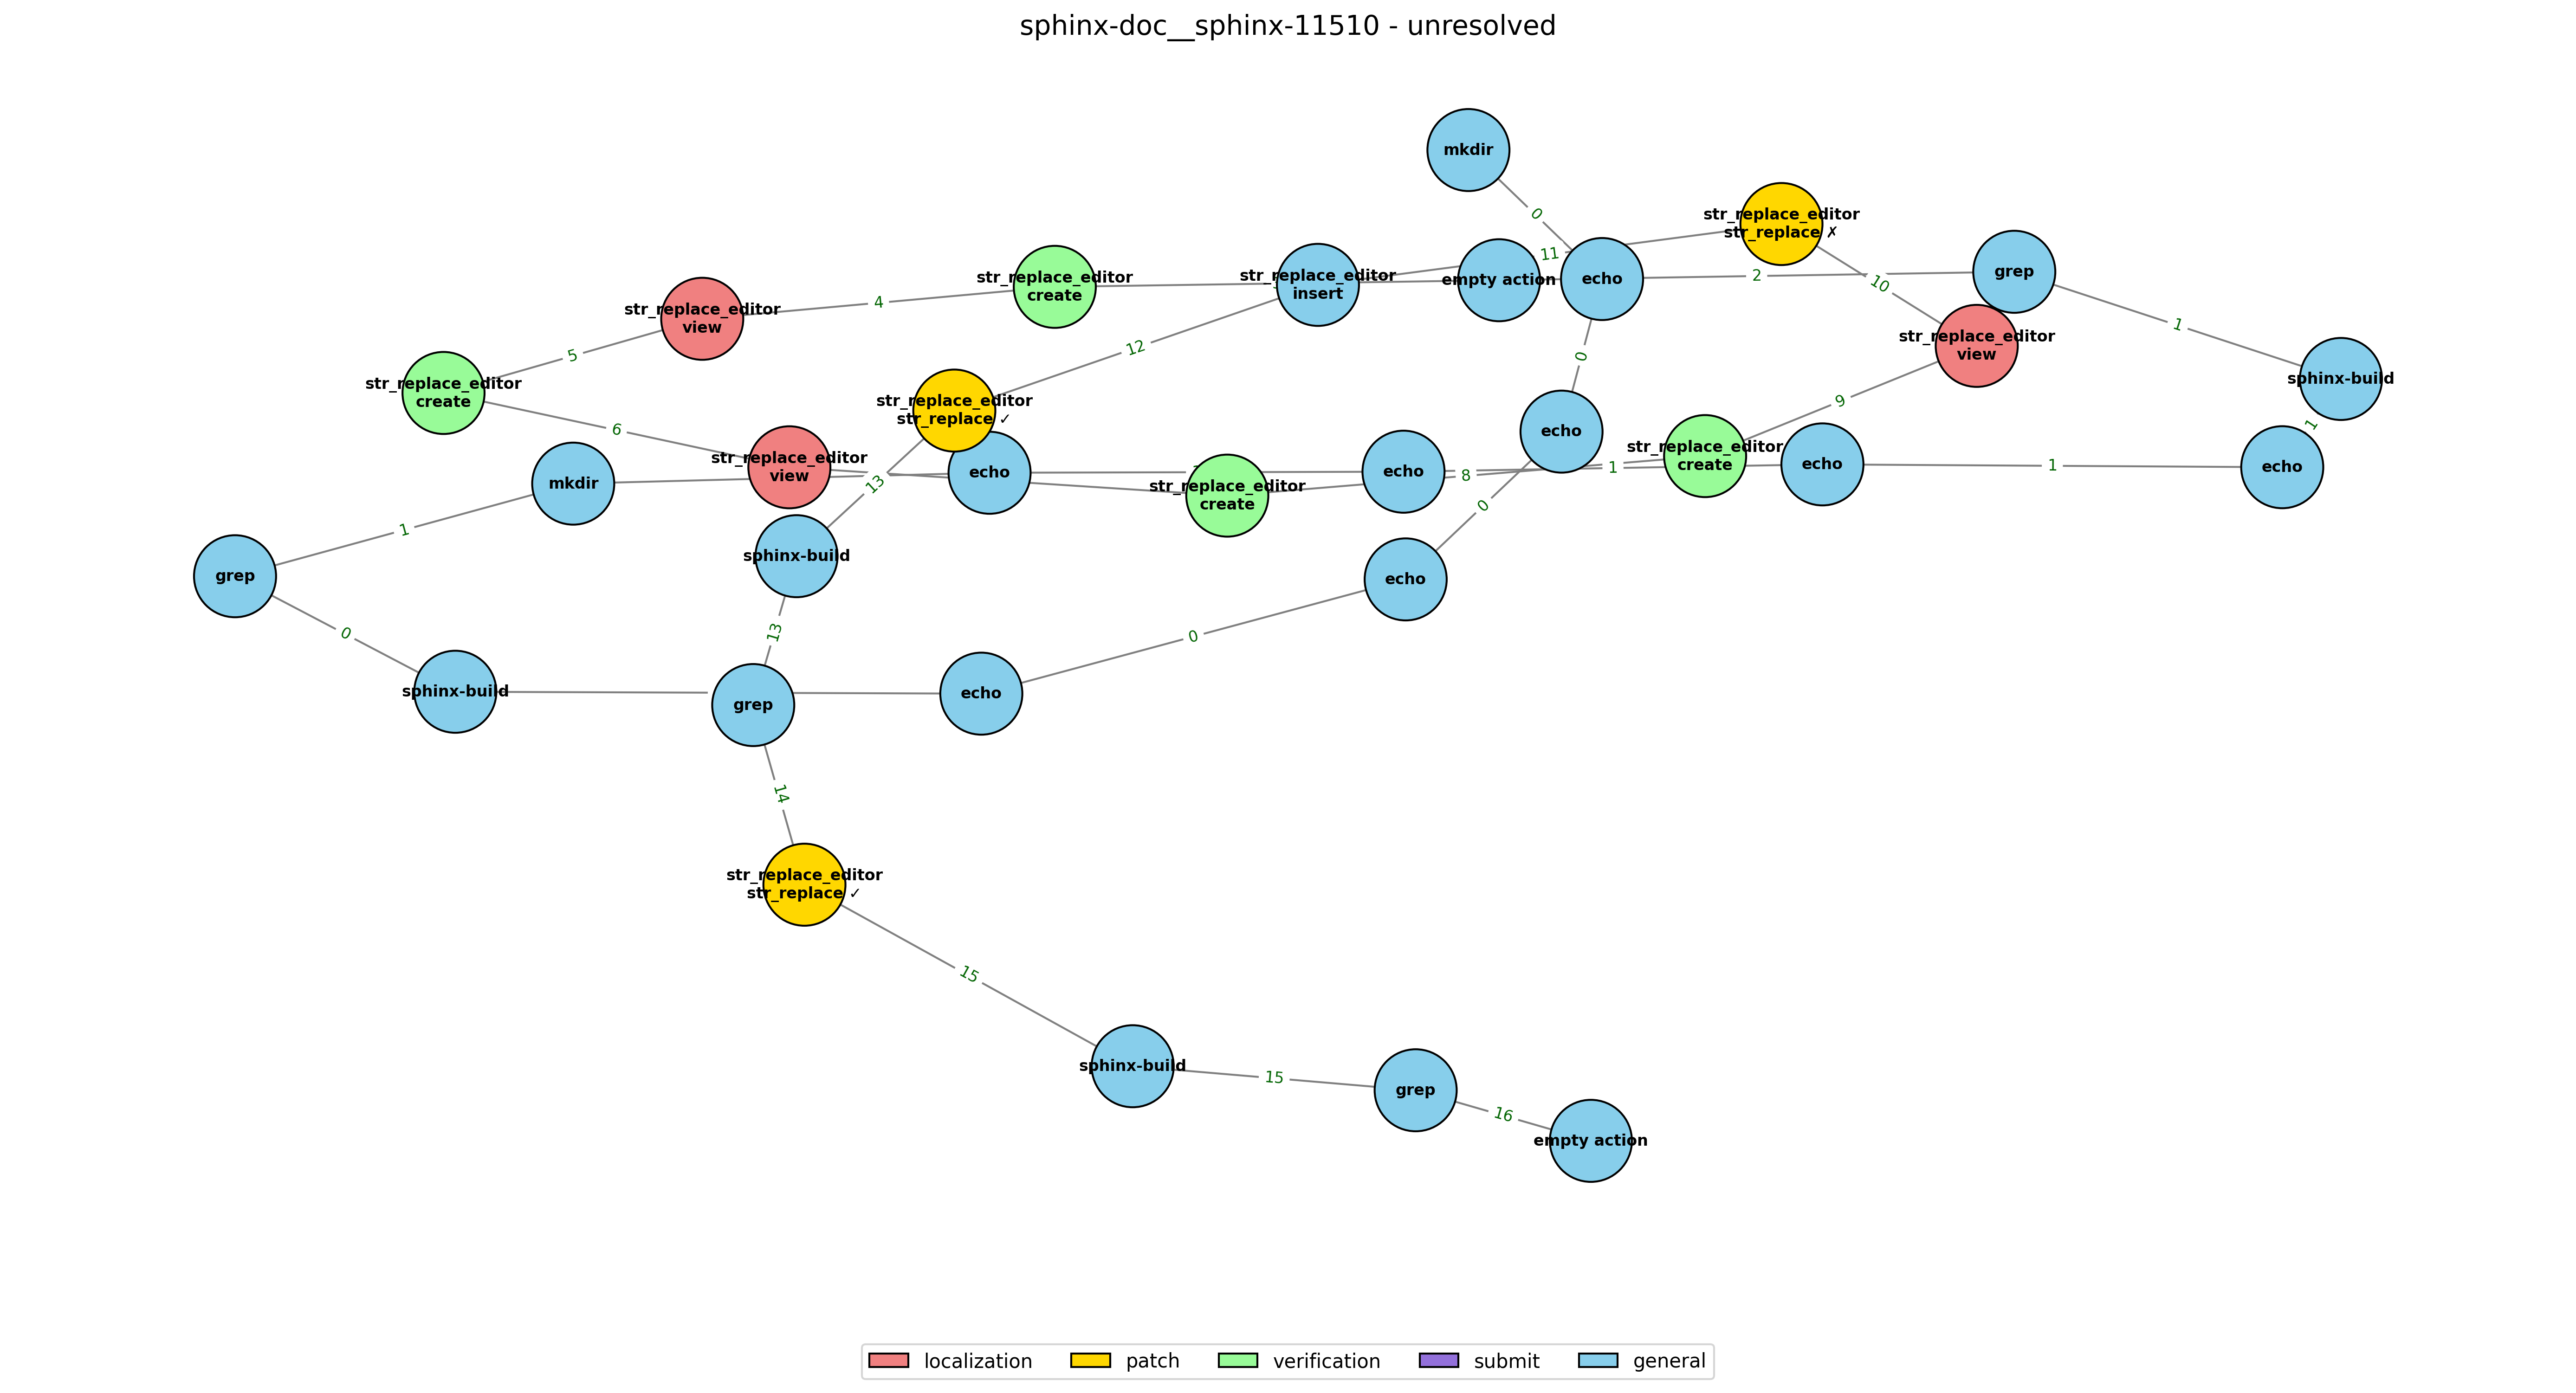 sphinx-doc__sphinx-11510 - unresolved
mkdir
0
str_replace_editor
str_replace ✗
11
10
str_replace_editor
create
str_replace_editor
insert
empty action
echo
2
grep
4
str_replace_editor
view
1
str_replace_editor
view
5
12
0
sphinx-build
str_replace_editor
create
str_replace_editor
str_replace ✓
9
6
echo
1
str_replace_editor
view
str_replace_editor
create
mkdir
13
echo
echo
8
1
echo
1
echo
str_replace_editor
create
0
1
sphinx-build
grep
echo
0
13
0
sphinx-build
grep
echo
14
str_replace_editor
str_replace ✓
15
sphinx-build
15
grep
16
empty action
localization
patch
verification
submit
general